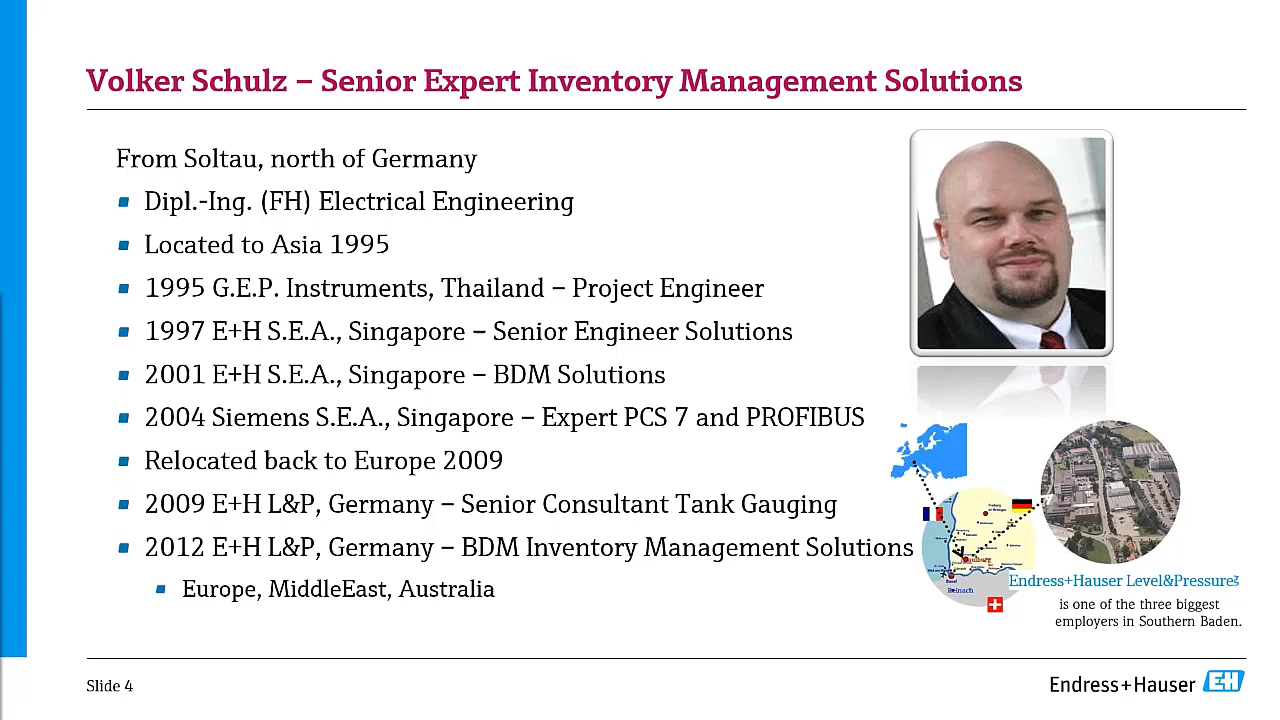 Volker Schulz – Senior Expert Inventory Management Solutions
From Soltau, north of Germany
Dipl.-Ing. (FH) Electrical Engineering
Located to Asia 1995
1995 G.E.P. Instruments, Thailand – Project Engineer
1997 E+H S.E.A., Singapore – Senior Engineer Solutions
2001 E+H S.E.A., Singapore – BDM Solutions
2004 Siemens S.E.A., Singapore – Expert PCS 7 and PROFIBUS
Relocated back to Europe 2009
2009 E+H L&P, Germany – Senior Consultant Tank Gauging
2012 E+H L&P, Germany – BDM Inventory Management Solutions
Europe, MiddleEast, Australia
Reinach
Endress+Hauser Level&Pressure
is one of the three biggest
employers in Southern Baden.
Slide 4
Endress+Hauser EH